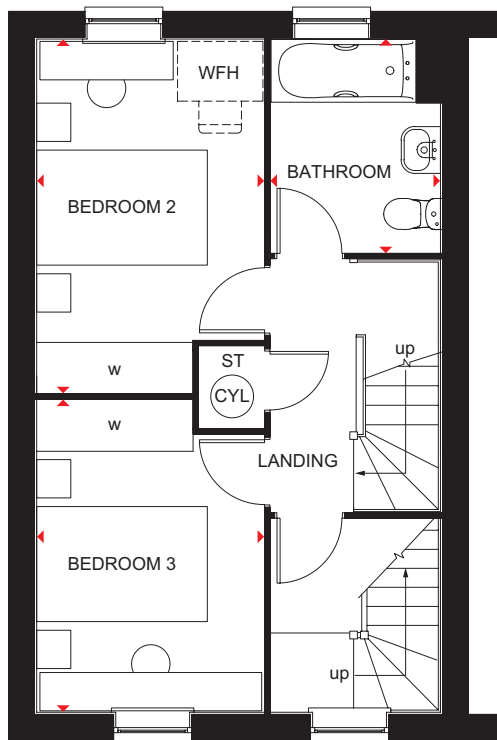 WFH
BATHROOM
BEDROOM 2
up
ST
w
CYL
w
LANDING
BEDROOM 3
up